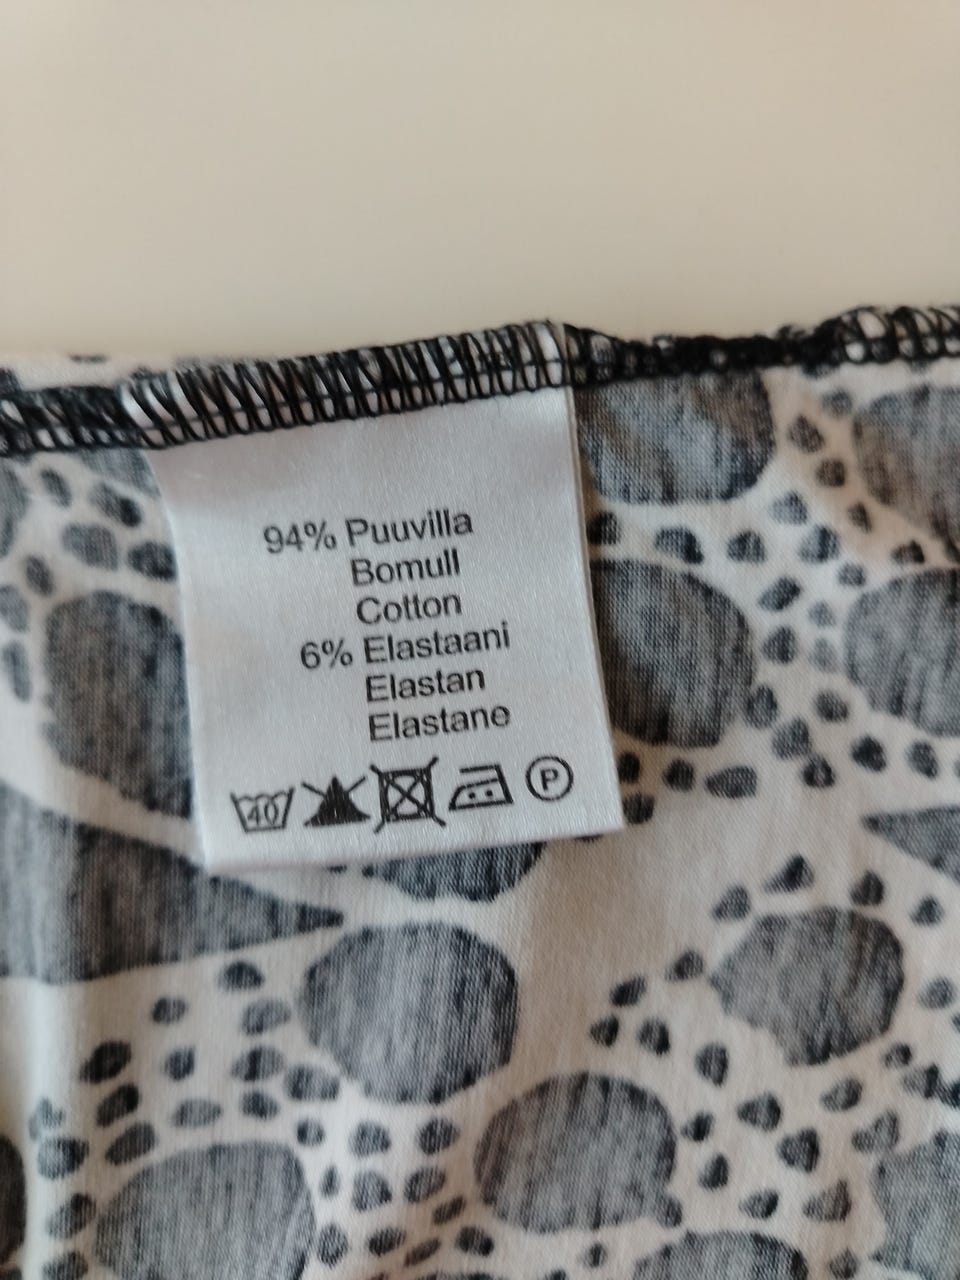 94% Puuvilla
Bomull
Cotton
6% Elastaani
Elastan
Elastane
40 P